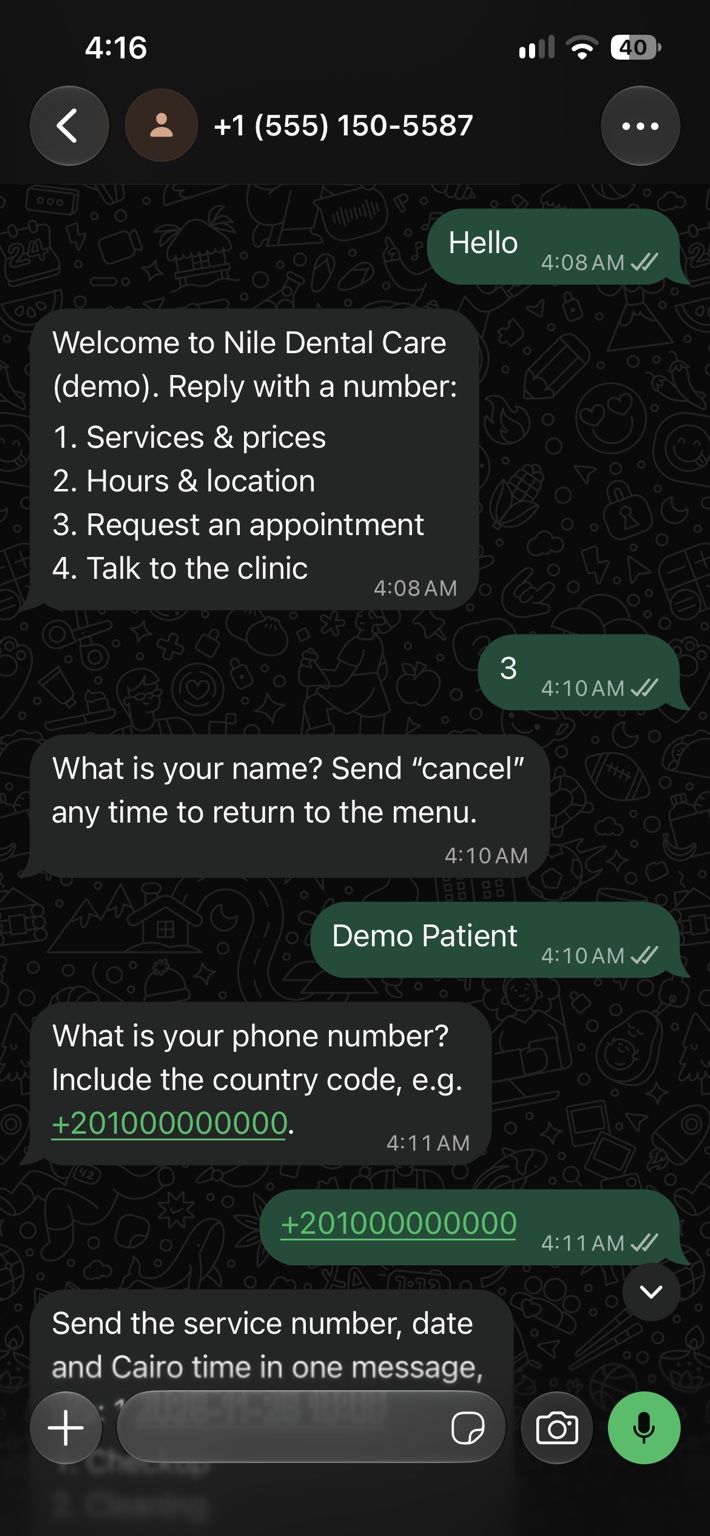 4:16
40
+1 (555) 150-5587
Hello
4:08 AM
Welcome to Nile Dental Care
(demo). Reply with a number:
1. Services & prices
2. Hours & location
3. Request an appointment
4. Talk to the clinic
4:08 AM
3
4:10 AM
What is your name? Send “cancel”
any time to return to the menu.
4:10 AM
Demo Patient
4:10 AM
What is your phone number?
Include the country code, e.g.
+201000000000.
4:11 AM
+201000000000
4:11 AM
Send the service number, date
and Cairo time in one message,
1. Checkup
2. Cleaning